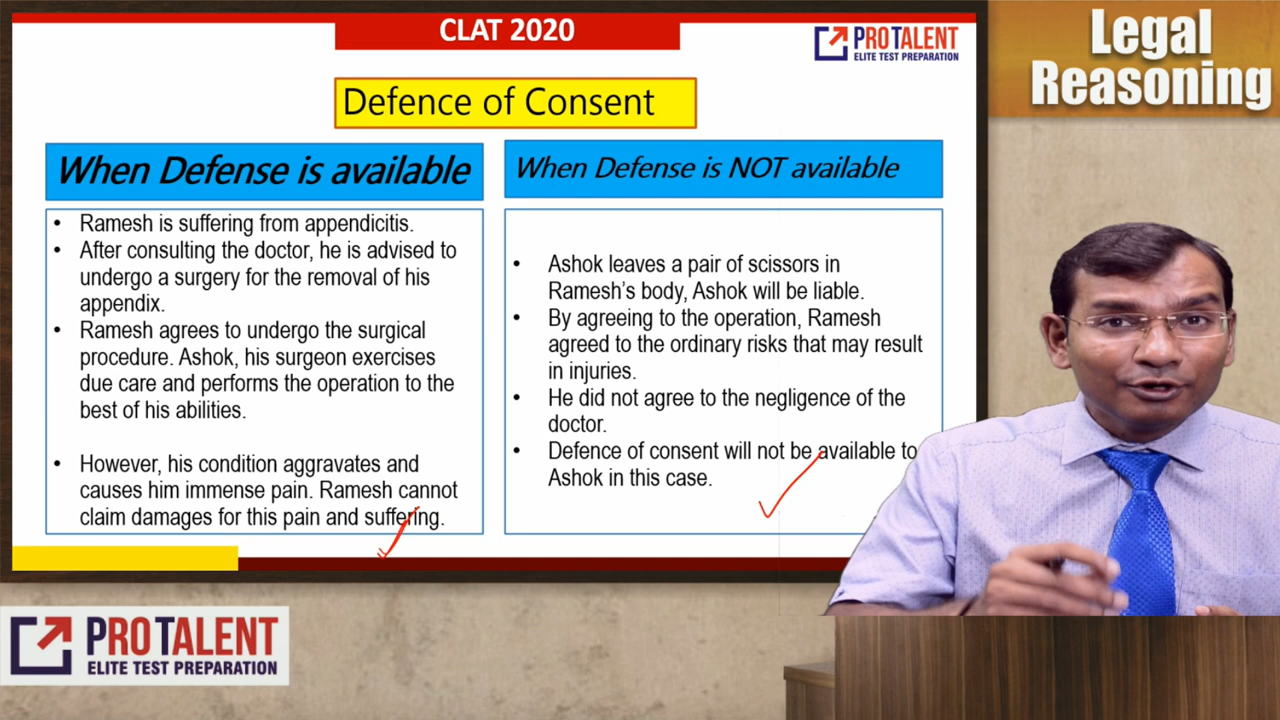 CLAT 2020
PROTALENT
ELITE TEST PREPARATION
Legal
Reasoning
Defence of Consent
When Defense is available
• Ramesh is suffering from appendicitis.
• After consulting the doctor, he is advised to
undergo a surgery for the removal of his
appendix.
• Ramesh agrees to undergo the surgical
procedure. Ashok, his surgeon exercises
due care and performs the operation to the
best of his abilities.
• However, his condition aggravates and
causes him immense pain. Ramesh cannot
claim damages for this pain and suffering.
When Defense is NOT available
• Ashok leaves a pair of scissors in
Ramesh's body, Ashok will be liable.
• By agreeing to the operation, Ramesh
agreed to the ordinary risks that may result
in injuries.
• He did not agree to the negligence of the
doctor.
• Defence of consent will not be available to
Ashok in this case.
PROTALENT
ELITE TEST PREPARATION